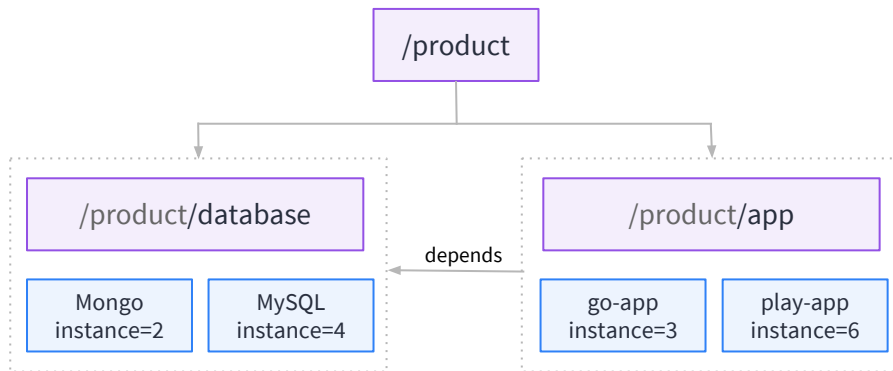 /product
/product/database
/product/app
depends
Mongo
instance=2
MySQL
instance=4
go-app
instance=3
play-app
instance=6